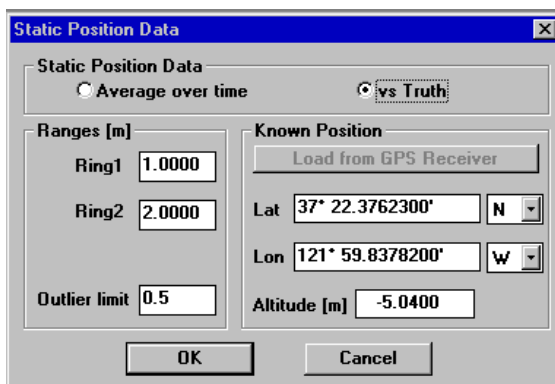 Static Position Data
Static Position Data
Average over time
vs Truth
Ranges [m]
Ring1 1.0000
Ring2 2.0000
Outlier limit 0.5
Known Position
Load from GPS Receiver
Lat 37° 22.3762300' N
Lon 121° 59.8378200' W
Altitude [m] -5.0400
OK
Cancel